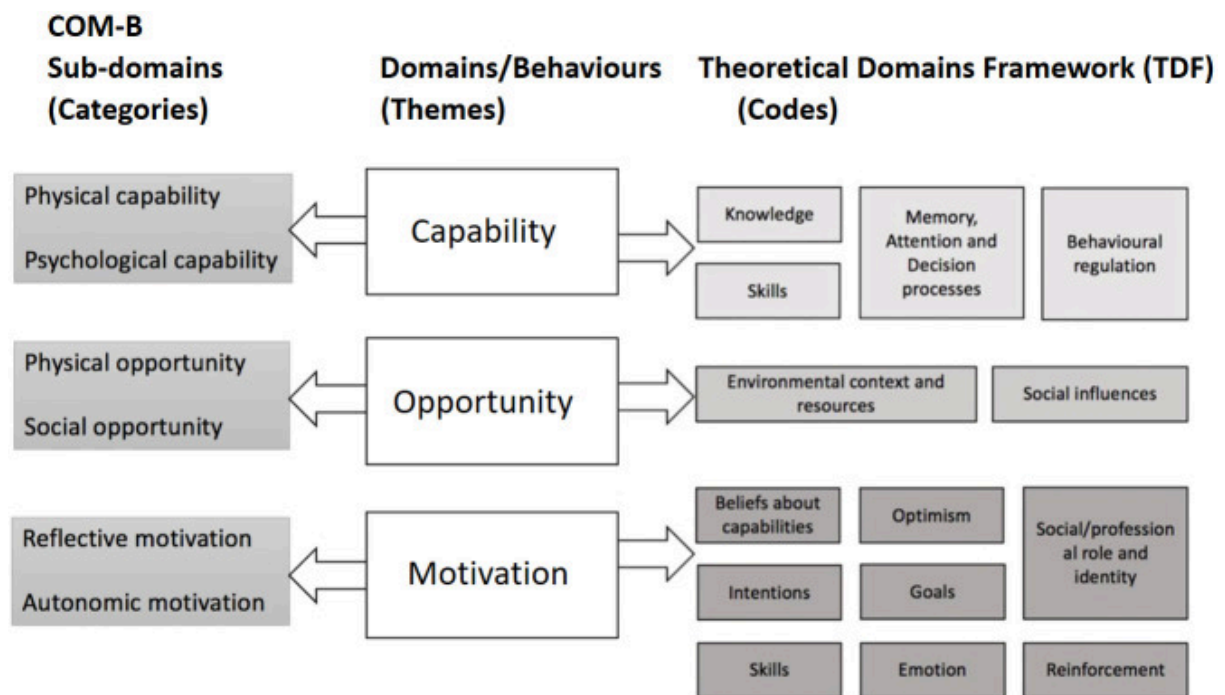 COM-B
Sub-domains
(Categories)
Domains/Behaviours
(Themes)
Theoretical Domains Framework (TDF)
(Codes)
Physical capability
Psychological capability
Capability
Knowledge
Skills
Memory,
Attention and
Decision
processes
Behavioural
regulation
Physical opportunity
Social opportunity
Opportunity
Environmental context and
resources
Social influences
Reflective motivation
Autonomic motivation
Motivation
Beliefs about
capabilities
Optimism
Social/profession
al role and
identity
Intentions
Goals
Skills
Emotion
Reinforcement